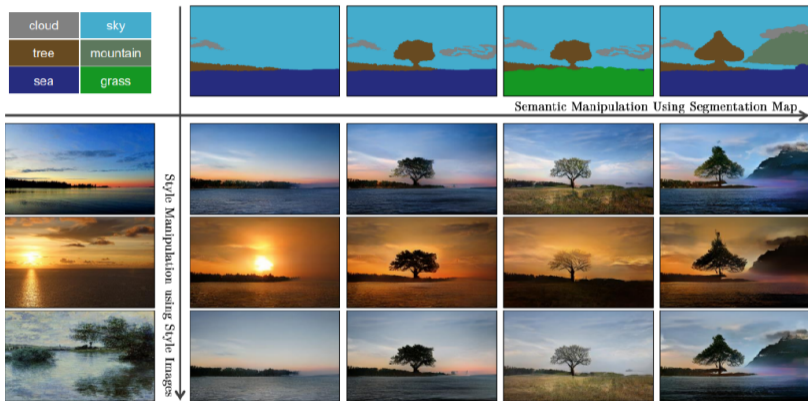 cloud
sky
tree
mountain
sea
grass
Semantic Manipulation Using Segmentation Map
Style Manipulation using Style Images